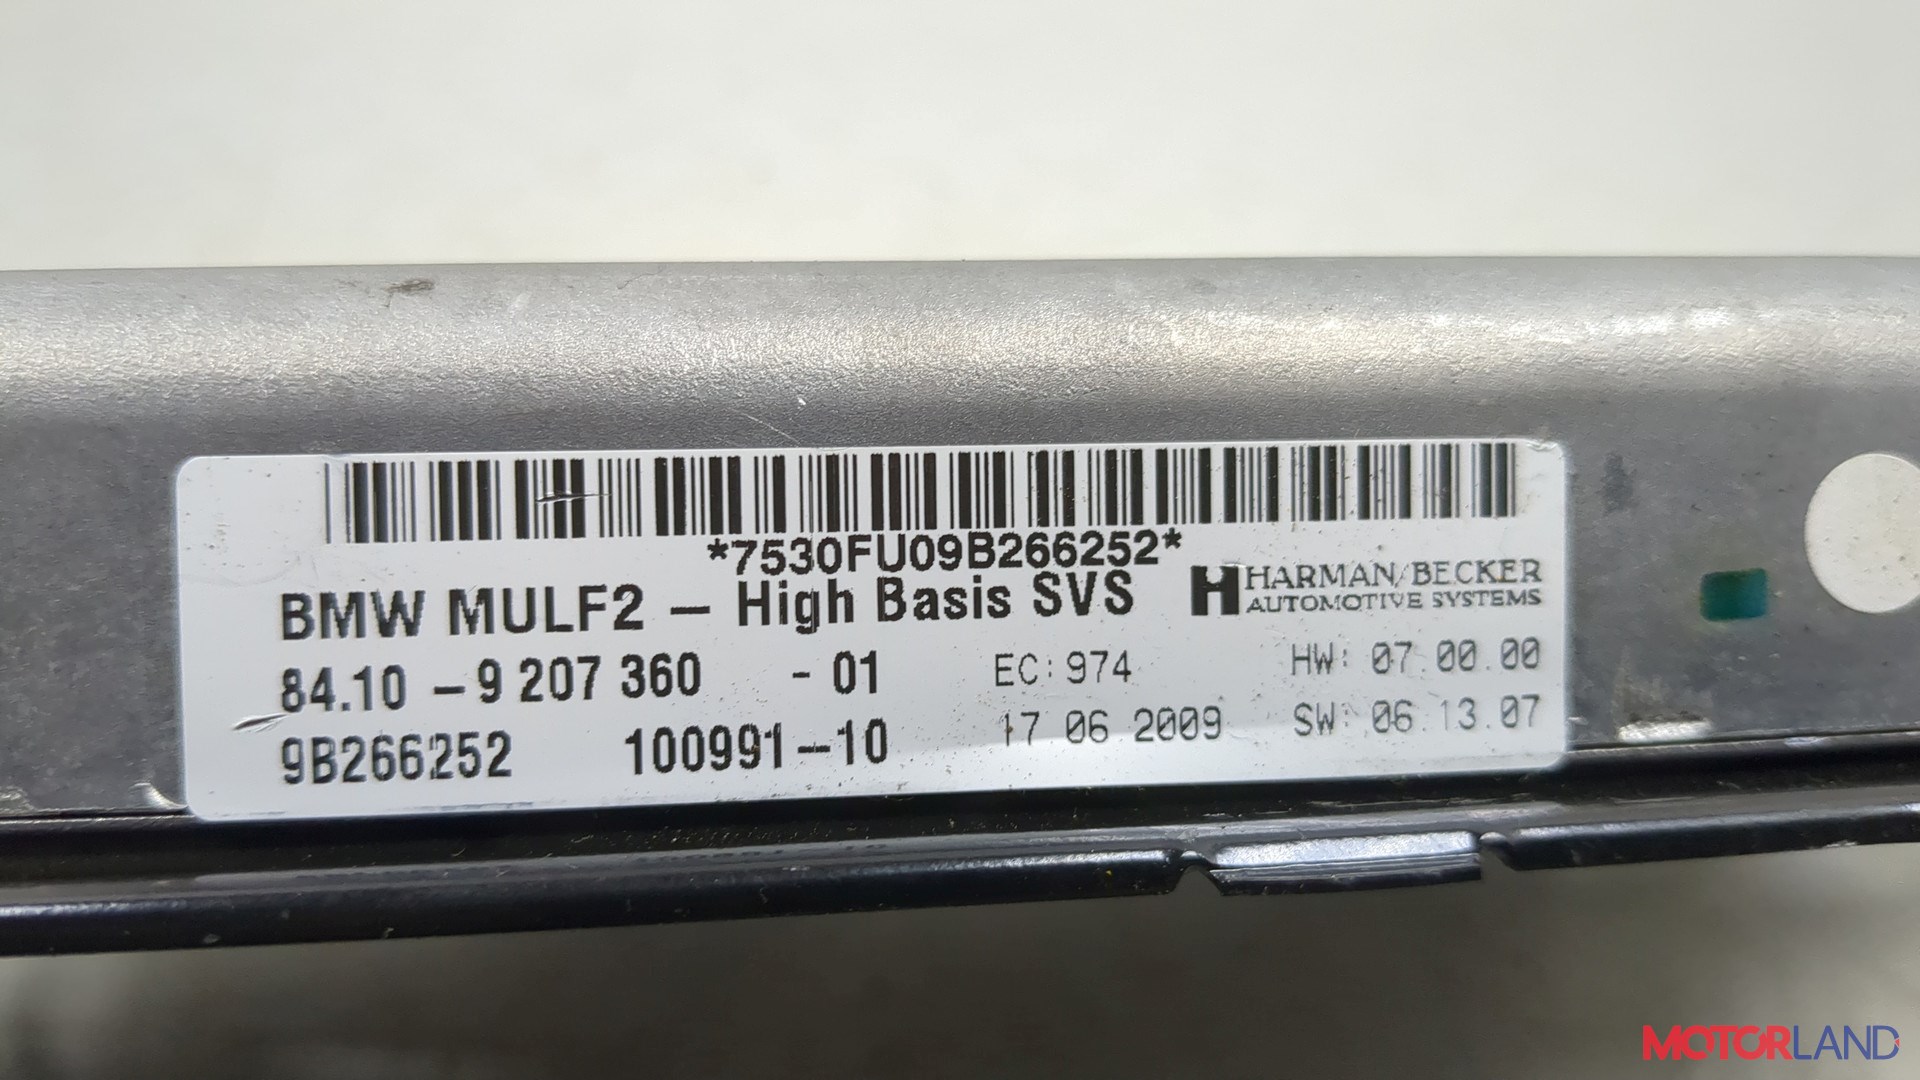 *7530FU09B266252*
BMW MULF2 – High Basis SVS
HARMAN/BECKER
AUTOMOTIVE SYSTEMS
84.10 – 9 207 360 - 01 EC: 974 HW: 07.00.00
9B266252 100991–10 17 06 2009 SW: 06.13.07
MOTORLAND